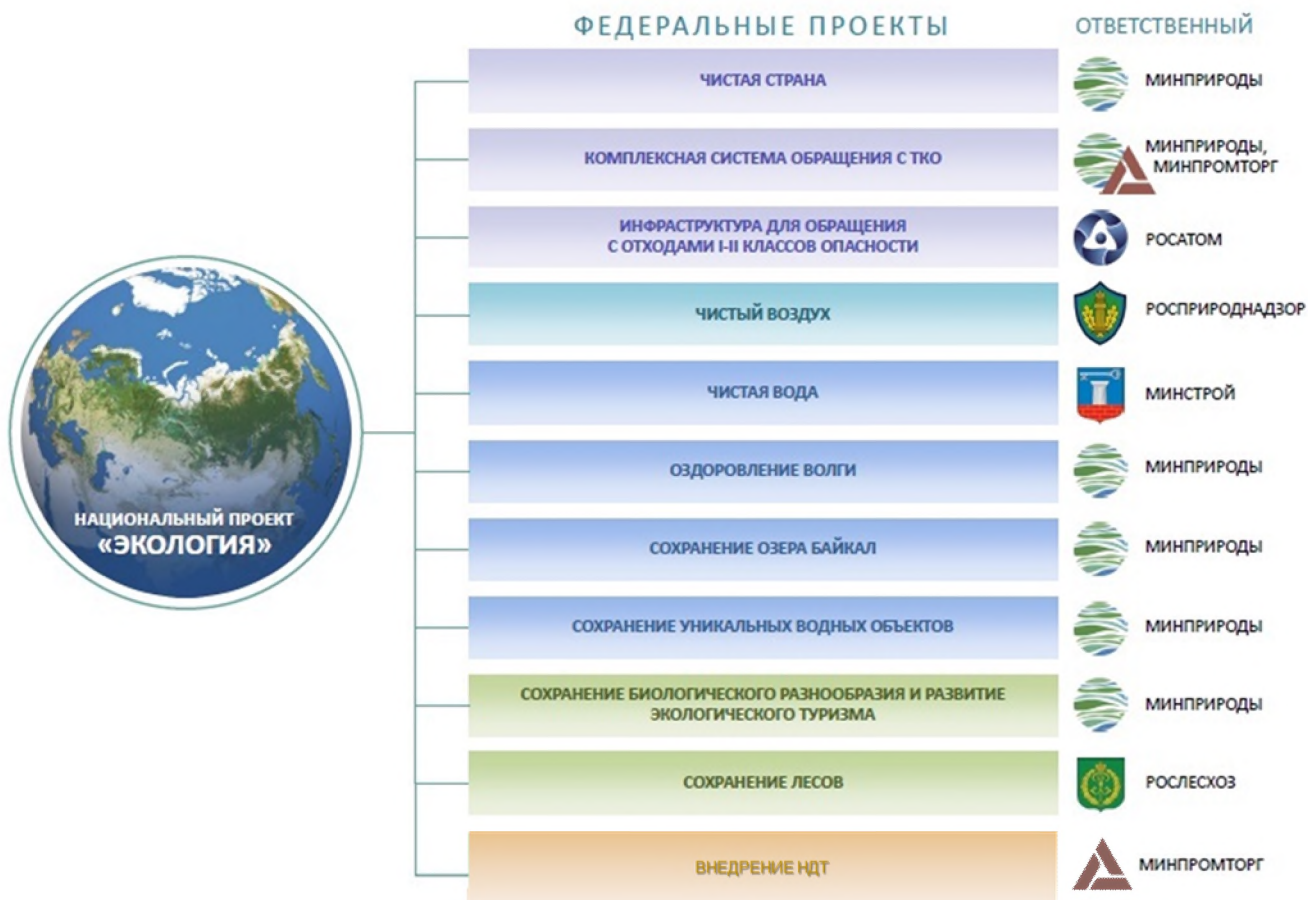 ФЕДЕРАЛЬНЫЕ ПРОЕКТЫ
ОТВЕТСТВЕННЫЙ
ЧИСТАЯ СТРАНА
МИНПРИРОДЫ
КОМПЛЕКСНАЯ СИСТЕМА ОБРАЩЕНИЯ С ТКО
МИНПРИРОДЫ,
МИНПРОМТОРГ
ИНФРАСТРУКТУРА ДЛЯ ОБРАЩЕНИЯ
С ОТХОДАМИ I-II КЛАССОВ ОПАСНОСТИ
РОСАТОМ
ЧИСТЫЙ ВОЗДУХ
РОСПРИРОДНАДЗОР
ЧИСТАЯ ВОДА
МИНСТРОЙ
ОЗДОРОВЛЕНИЕ ВОЛГИ
МИНПРИРОДЫ
НАЦИОНАЛЬНЫЙ ПРОЕКТ
«ЭКОЛОГИЯ»
СОХРАНЕНИЕ ОЗЕРА БАЙКАЛ
МИНПРИРОДЫ
СОХРАНЕНИЕ УНИКАЛЬНЫХ ВОДНЫХ ОБЪЕКТОВ
МИНПРИРОДЫ
СОХРАНЕНИЕ БИОЛОГИЧЕСКОГО РАЗНООБРАЗИЯ И РАЗВИТИЕ
ЭКОЛОГИЧЕСКОГО ТУРИЗМА
МИНПРИРОДЫ
СОХРАНЕНИЕ ЛЕСОВ
РОСЛЕСХОЗ
ВНЕДРЕНИЕ НДТ
МИНПРОМТОРГ